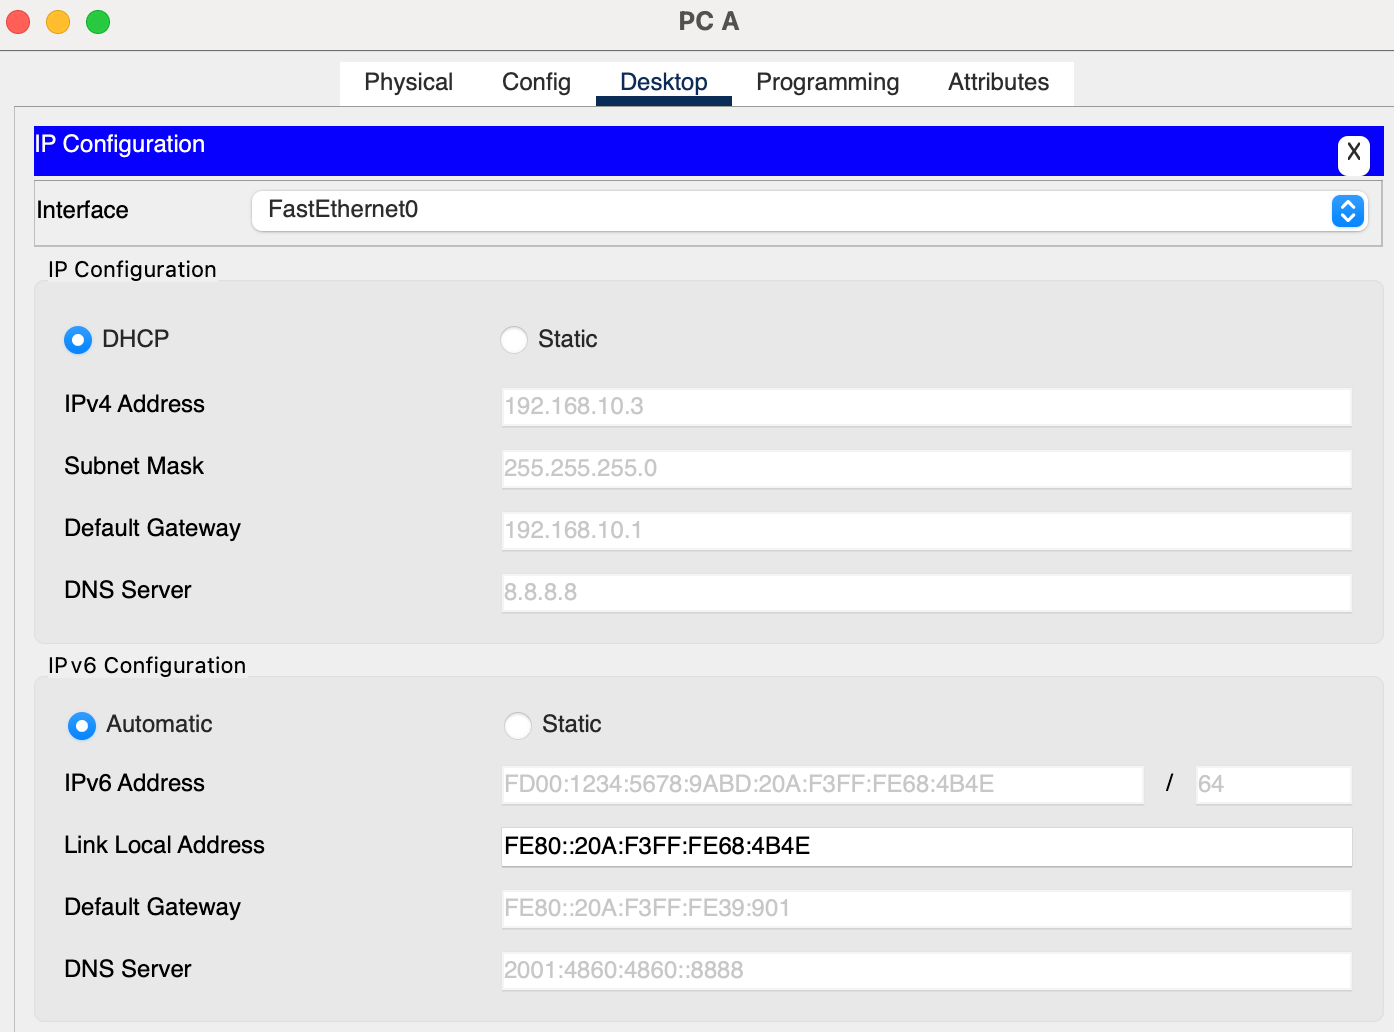 PC A
Physical Config Desktop Programming Attributes
IP Configuration
X
Interface FastEthernet0
IP Configuration
DHCP Static
IPv4 Address 192.168.10.3
Subnet Mask 255.255.255.0
Default Gateway 192.168.10.1
DNS Server 8.8.8.8
IPv6 Configuration
Automatic Static
IPv6 Address FD00:1234:5678:9ABD:20A:F3FF:FE68:4B4E / 64
Link Local Address FE80::20A:F3FF:FE68:4B4E
Default Gateway FE80::20A:F3FF:FE39:901
DNS Server 2001:4860:4860::8888